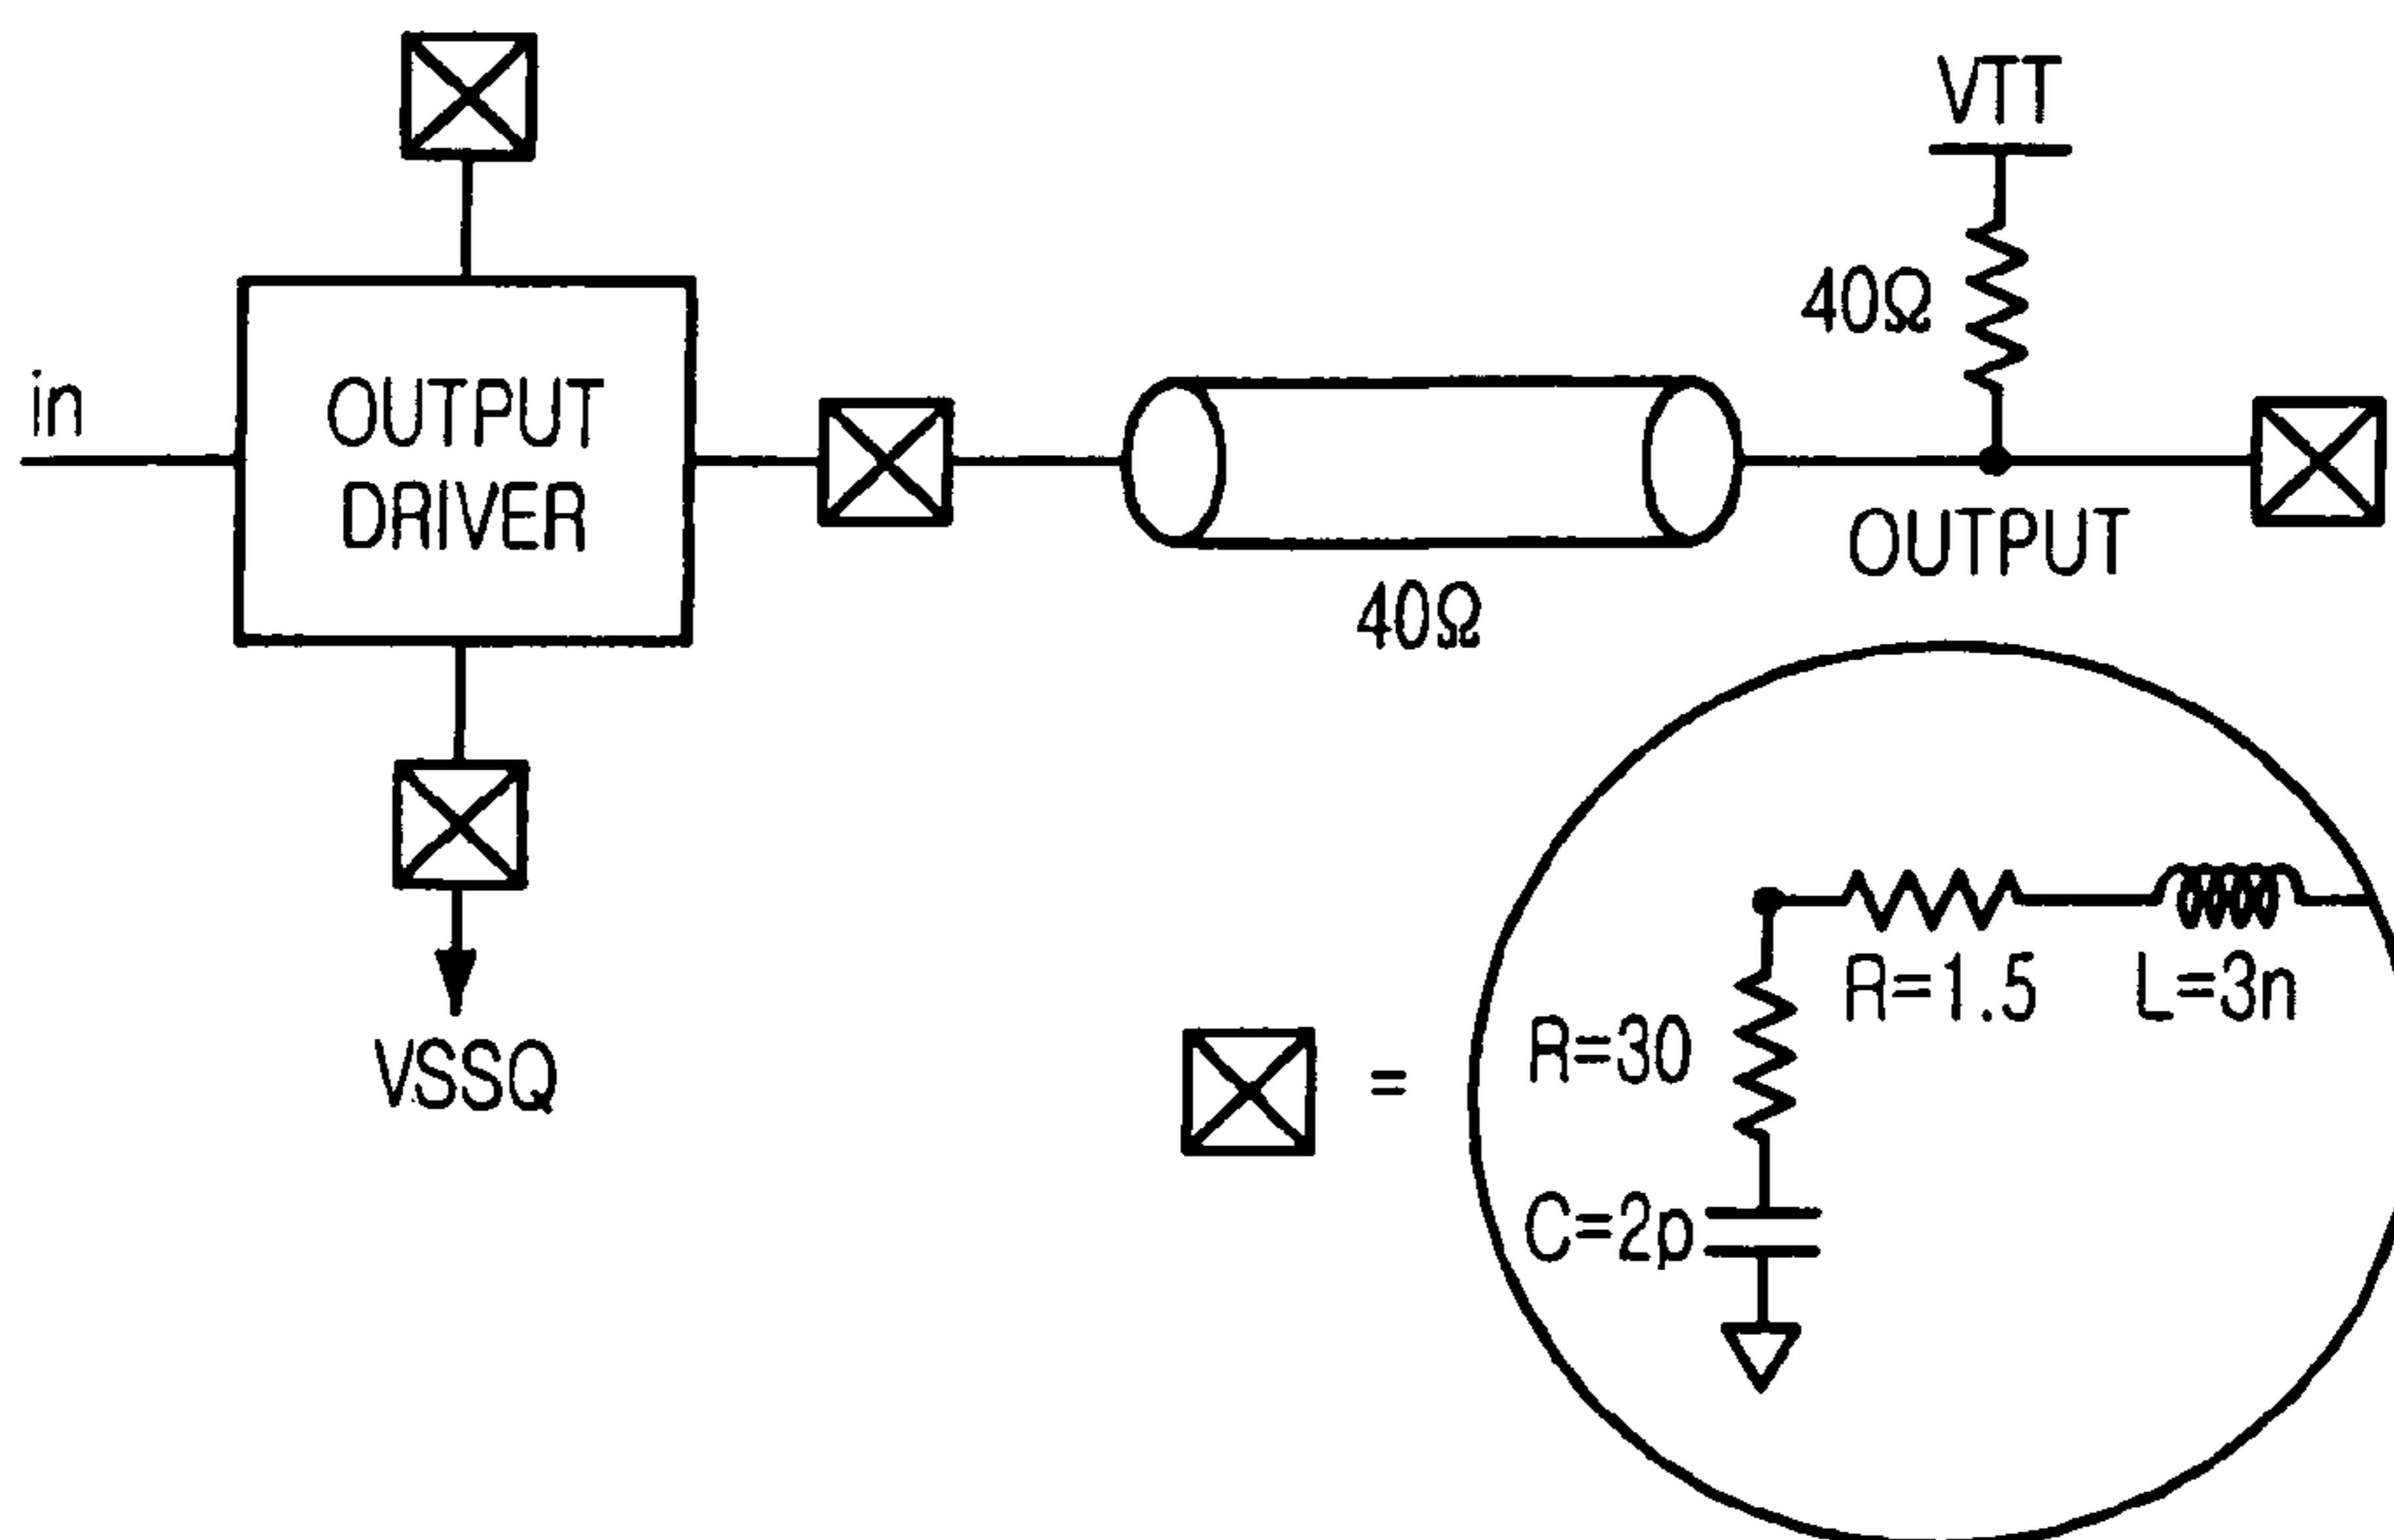 VTT
40Ω
in
OUTPUT
DRIVER
OUTPUT
40Ω
R=1.5
L=3n
R=30
VSSQ
=
C=2p